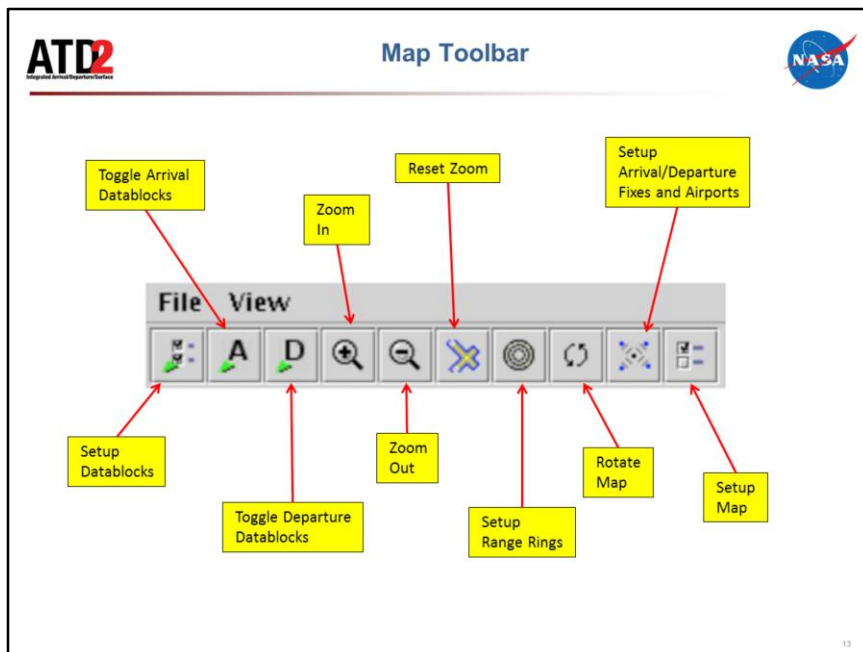 ATD2
Integrated Arrival/Departure/Surface
Map Toolbar
NASA
Toggle Arrival
Datablocks
Zoom
In
Reset Zoom
Setup
Arrival/Departure
Fixes and Airports
File View
A D
Setup
Datablocks
Toggle Departure
Datablocks
Zoom
Out
Setup
Range Rings
Rotate
Map
Setup
Map
13